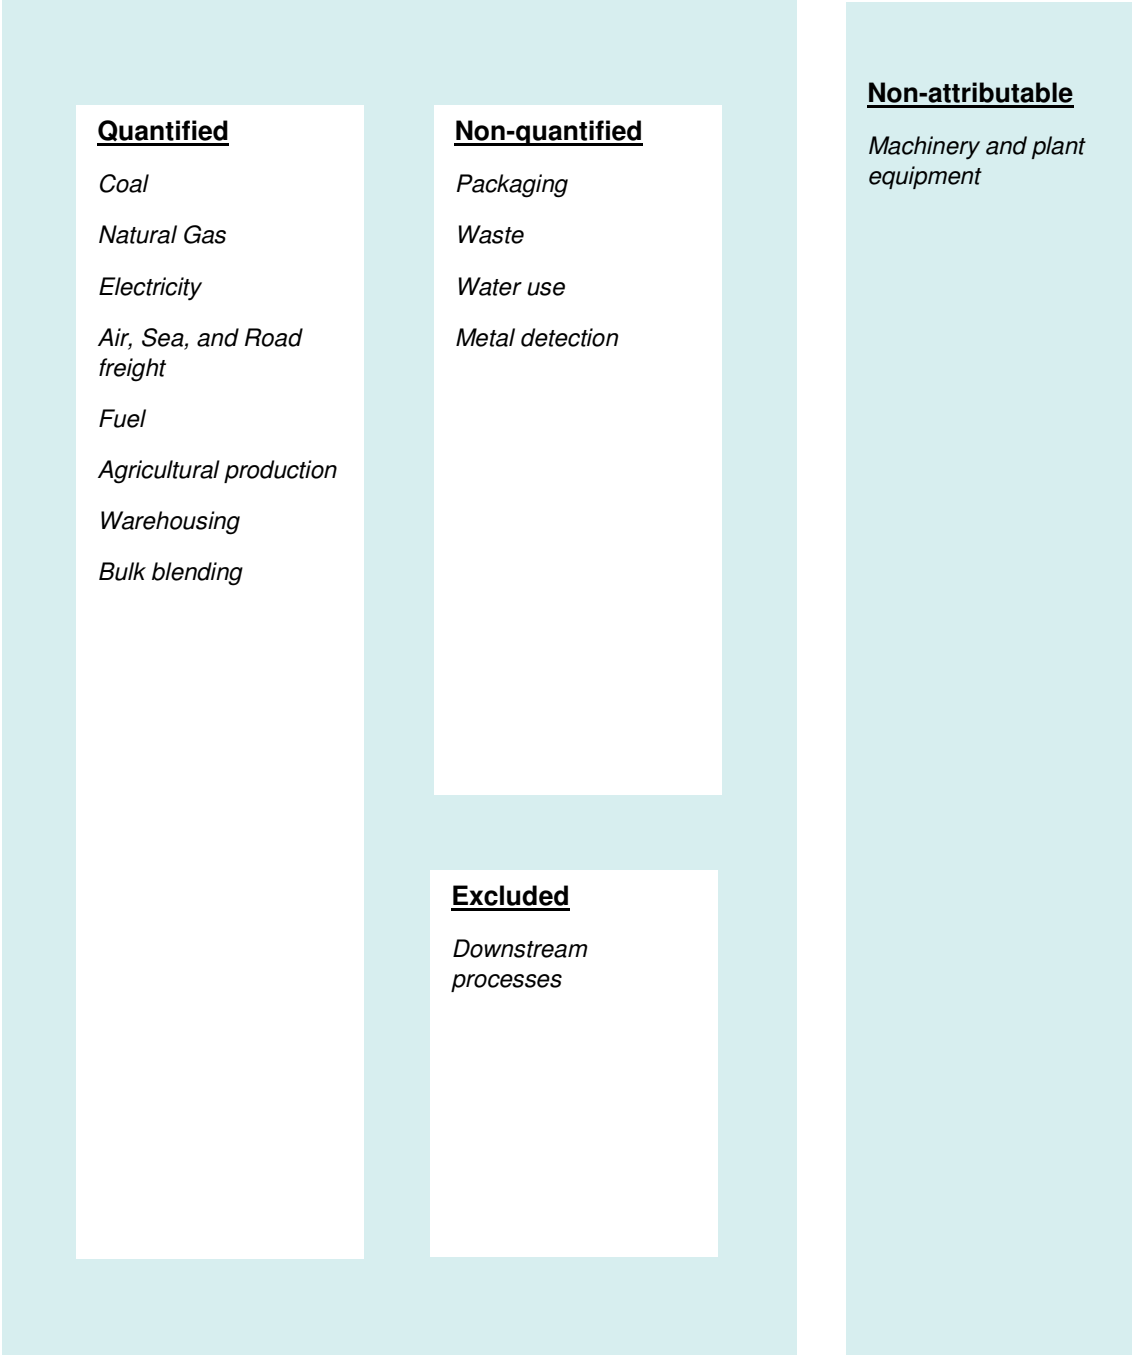 Quantified
Coal
Natural Gas
Electricity
Air, Sea, and Road
freight
Fuel
Agricultural production
Warehousing
Bulk blending
Non-quantified
Packaging
Waste
Water use
Metal detection
Excluded
Downstream
processes
Non-attributable
Machinery and plant
equipment